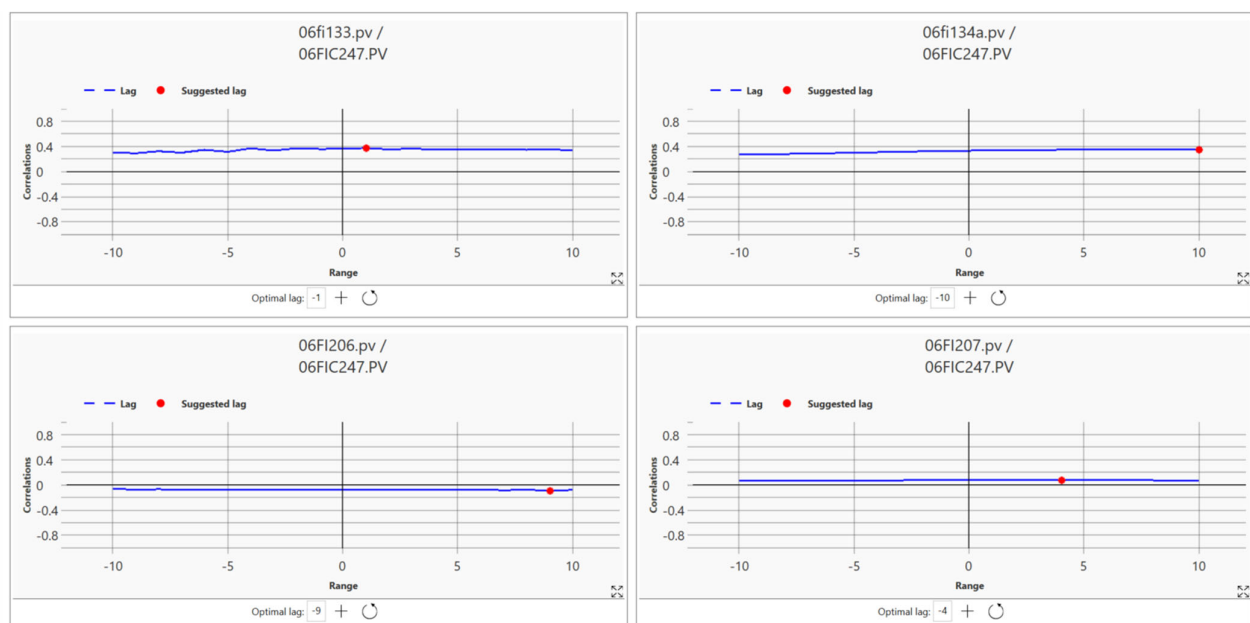 06fi133.pv /
06FIC247.PV
Lag Suggested lag
0.8
0.4
0
-0.4
-0.8
Correlations
-10 -5 0 5 10
Range
Optimal lag: -1
06fi134a.pv /
06FIC247.PV
Lag Suggested lag
0.8
0.4
0
-0.4
-0.8
Correlations
-10 -5 0 5 10
Range
Optimal lag: -10
06FI206.pv /
06FIC247.PV
Lag Suggested lag
0.8
0.4
0
-0.4
-0.8
Correlations
-10 -5 0 5 10
Range
Optimal lag: -9
06FI207.pv /
06FIC247.PV
Lag Suggested lag
0.8
0.4
0
-0.4
-0.8
Correlations
-10 -5 0 5 10
Range
Optimal lag: -4